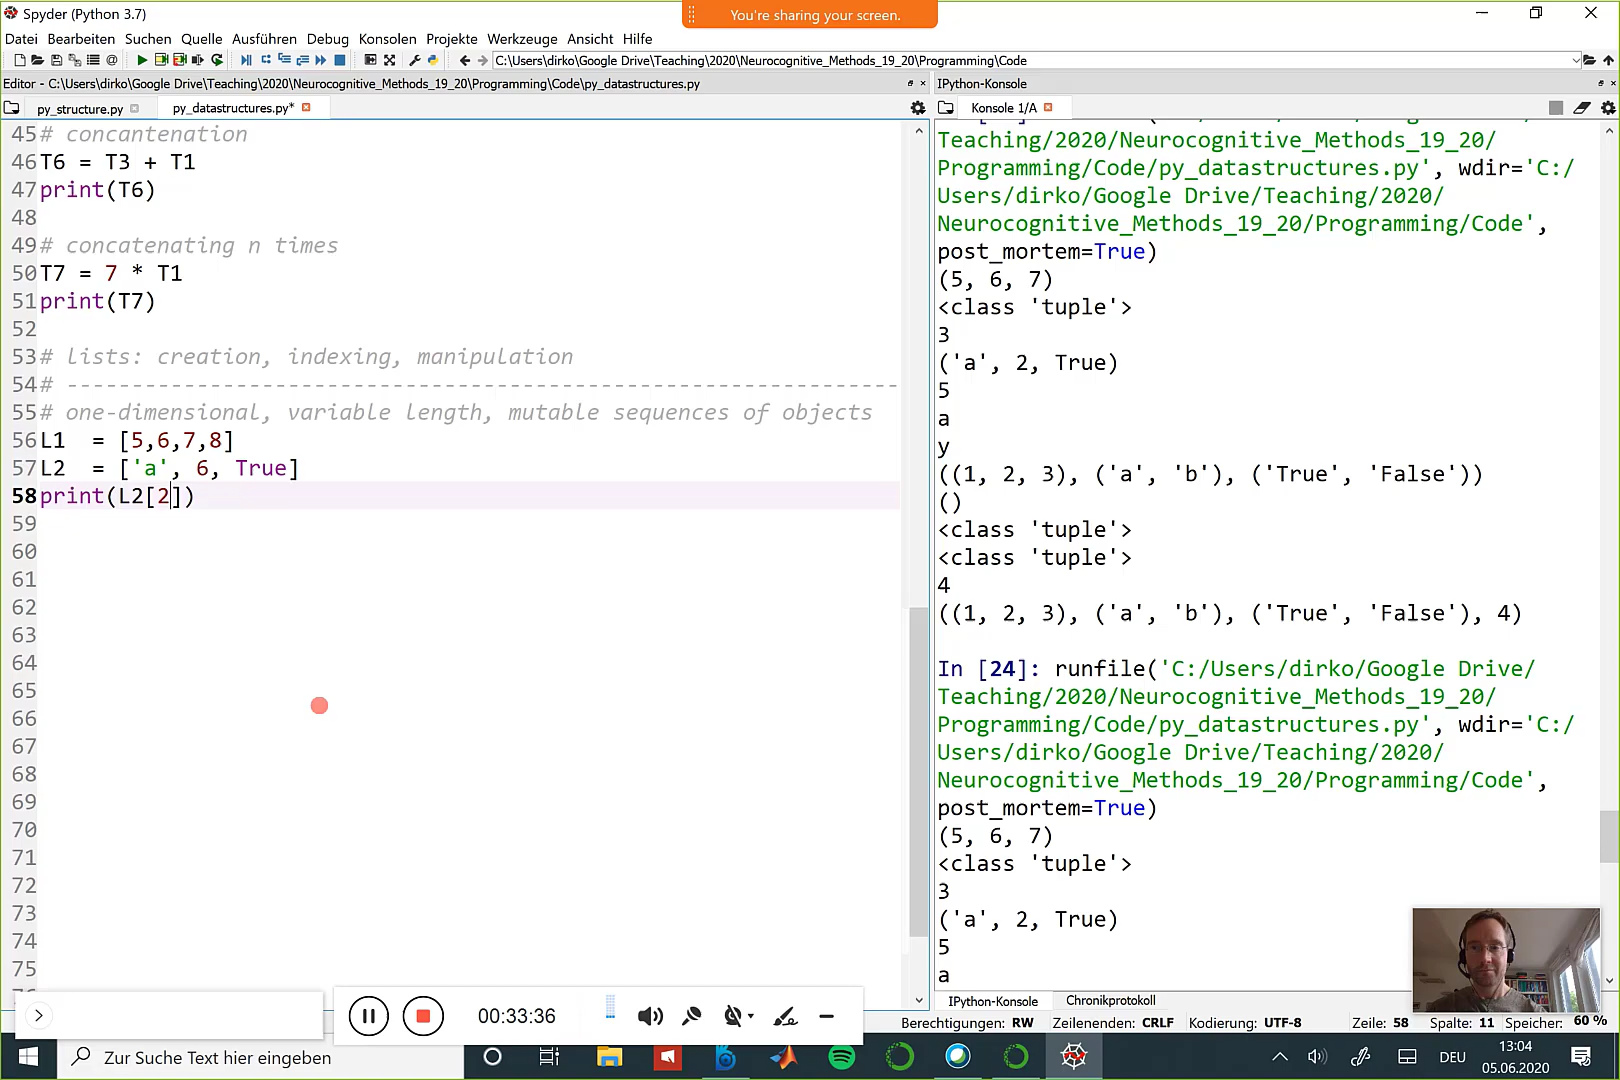 Spyder (Python 3.7)
You're sharing your screen.
Datei Bearbeiten Suchen Quelle Ausführen Debug Konsolen Projekte Werkzeuge Ansicht Hilfe
C:\Users\dirko\Google Drive\Teaching\2020\Neurocognitive_Methods_19_20\Programming\Code
Editor - C:\Users\dirko\Google Drive\Teaching\2020\Neurocognitive_Methods_19_20\Programming\Code\py_datastructures.py
py_structure.py py_datastructures.py*
45 # concantenation
46 T6 = T3 + T1
47 print(T6)
48
49 # concatenating n times
50 T7 = 7 * T1
51 print(T7)
52
53 # lists: creation, indexing, manipulation
54 # ----------------------------------------------------------------
55 # one-dimensional, variable length, mutable sequences of objects
56 L1 = [5,6,7,8]
57 L2 = ['a', 6, True]
58 print(L2[2])
59
60
61
62
63
64
65
66
67
68
69
70
71
72
73
74
75
IPython-Konsole
Konsole 1/A
Teaching/2020/Neurocognitive_Methods_19_20/
Programming/Code/py_datastructures.py', wdir='C:/
Users/dirko/Google Drive/Teaching/2020/
Neurocognitive_Methods_19_20/Programming/Code',
post_mortem=True)
(5, 6, 7)
<class 'tuple'>
3
('a', 2, True)
5
a
y
((1, 2, 3), ('a', 'b'), ('True', 'False'))
()
<class 'tuple'>
<class 'tuple'>
4
((1, 2, 3), ('a', 'b'), ('True', 'False'), 4)
In [24]: runfile('C:/Users/dirko/Google Drive/
Teaching/2020/Neurocognitive_Methods_19_20/
Programming/Code/py_datastructures.py', wdir='C:/
Users/dirko/Google Drive/Teaching/2020/
Neurocognitive_Methods_19_20/Programming/Code',
post_mortem=True)
(5, 6, 7)
<class 'tuple'>
3
('a', 2, True)
5
a
IPython-Konsole Chronikprotokoll
00:33:36
Berechtigungen: RW Zeilenenden: CRLF Kodierung: UTF-8 Zeile: 58 Spalte: 11 Speicher: 60 %
Zur Suche Text hier eingeben
DEU
13:04
05.06.2020